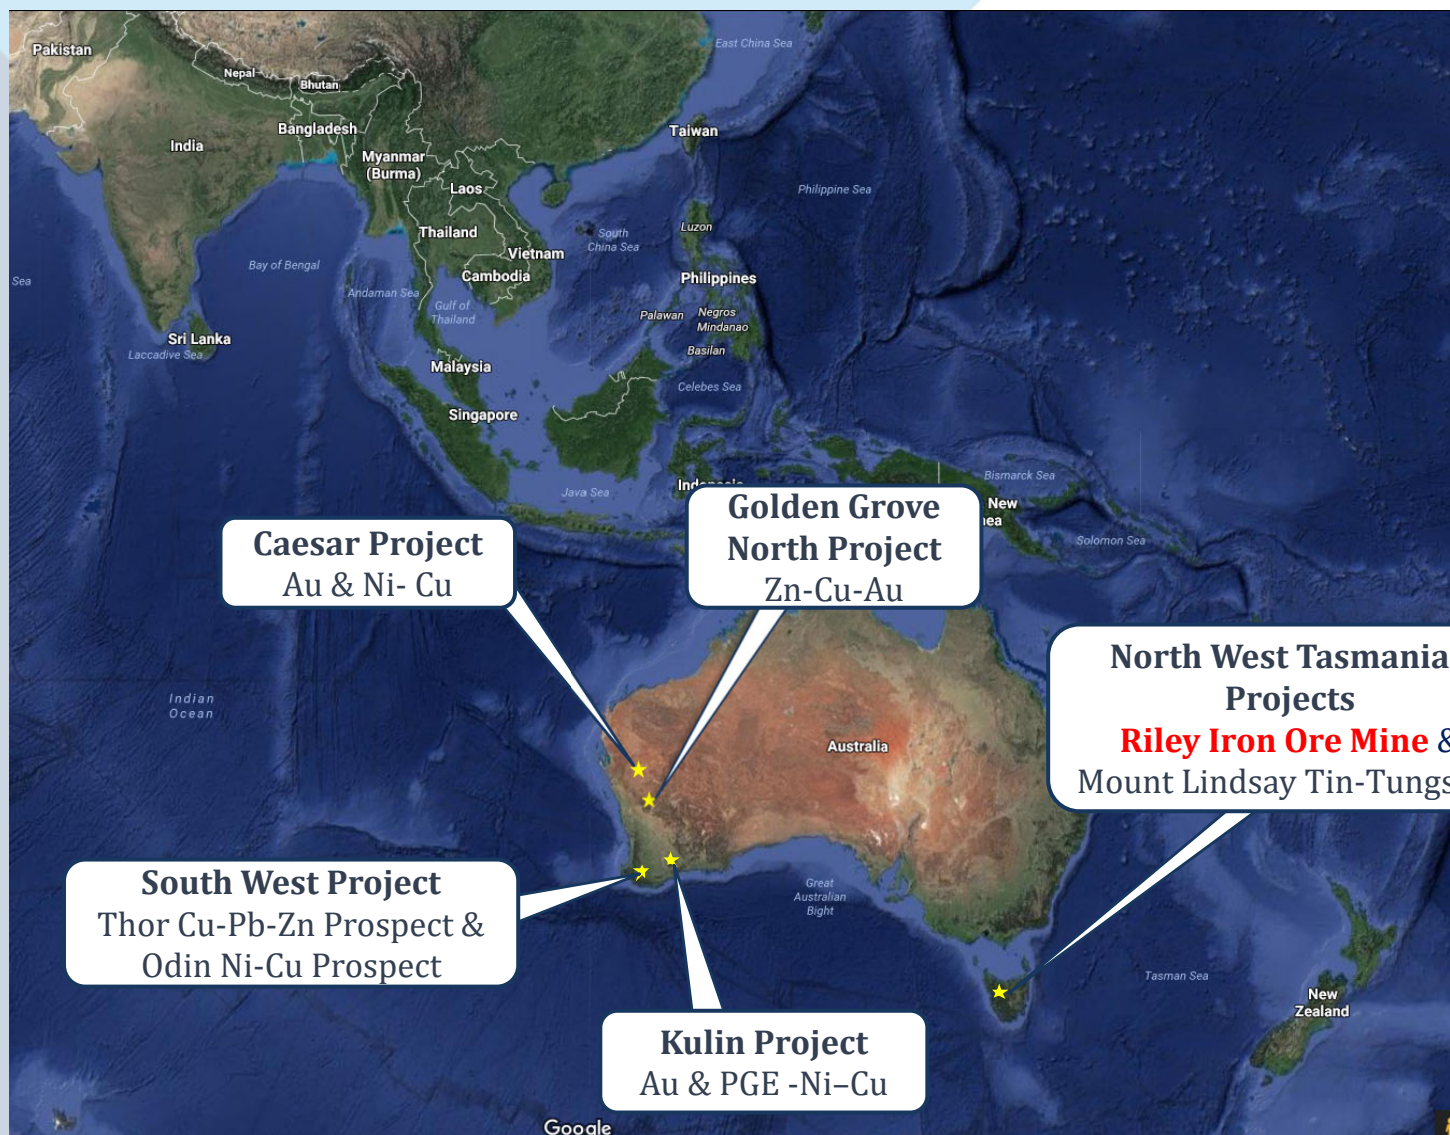 East China Sea
Pakistan
Nepal
Bhutan
Bangladesh
India
Taiwan
Myanmar
(Burma)
Laos
Philippine Sea
Luzon
Thailand
South
China Sea
Vietnam
Bay of Bengal
Cambodia
Philippines
Sea
Andaman Sea
Gulf of
Thailand
Palawan
Negros
Mindanao
Sri Lanka
Laccadive Sea
Basilan
Malaysia
Celebes Sea
Singapore
Bismarck Sea
Java Sea
New
Solomon Sea
Caesar Project
Au & Ni- Cu
Golden Grove
North Project
Zn-Cu-Au
North West Tasmania
Projects
Riley Iron Ore Mine &
Mount Lindsay Tin-Tungs
Indian
Ocean
Australia
South West Project
Thor Cu-Pb-Zn Prospect &
Odin Ni-Cu Prospect
Great
Australian
Bight
Tasman Sea
New
Zealand
Kulin Project
Au & PGE -Ni–Cu
Google